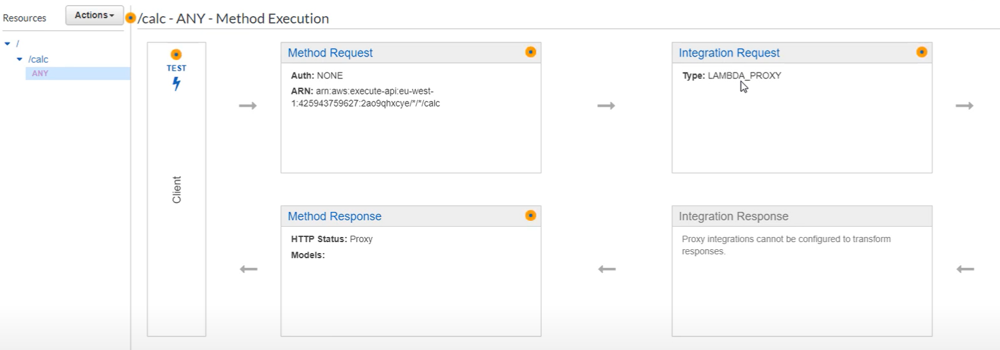 Resources
Actions
/calc - ANY - Method Execution
/
/calc
ANY
TEST
Client
Method Request
Auth: NONE
ARN: arn:aws:execute-api:eu-west-
1:425943759627:2ao9qhxcye/*/*/calc
Integration Request
Type: LAMBDA_PROXY
Method Response
HTTP Status: Proxy
Models:
Integration Response
Proxy integrations cannot be configured to transform
responses.